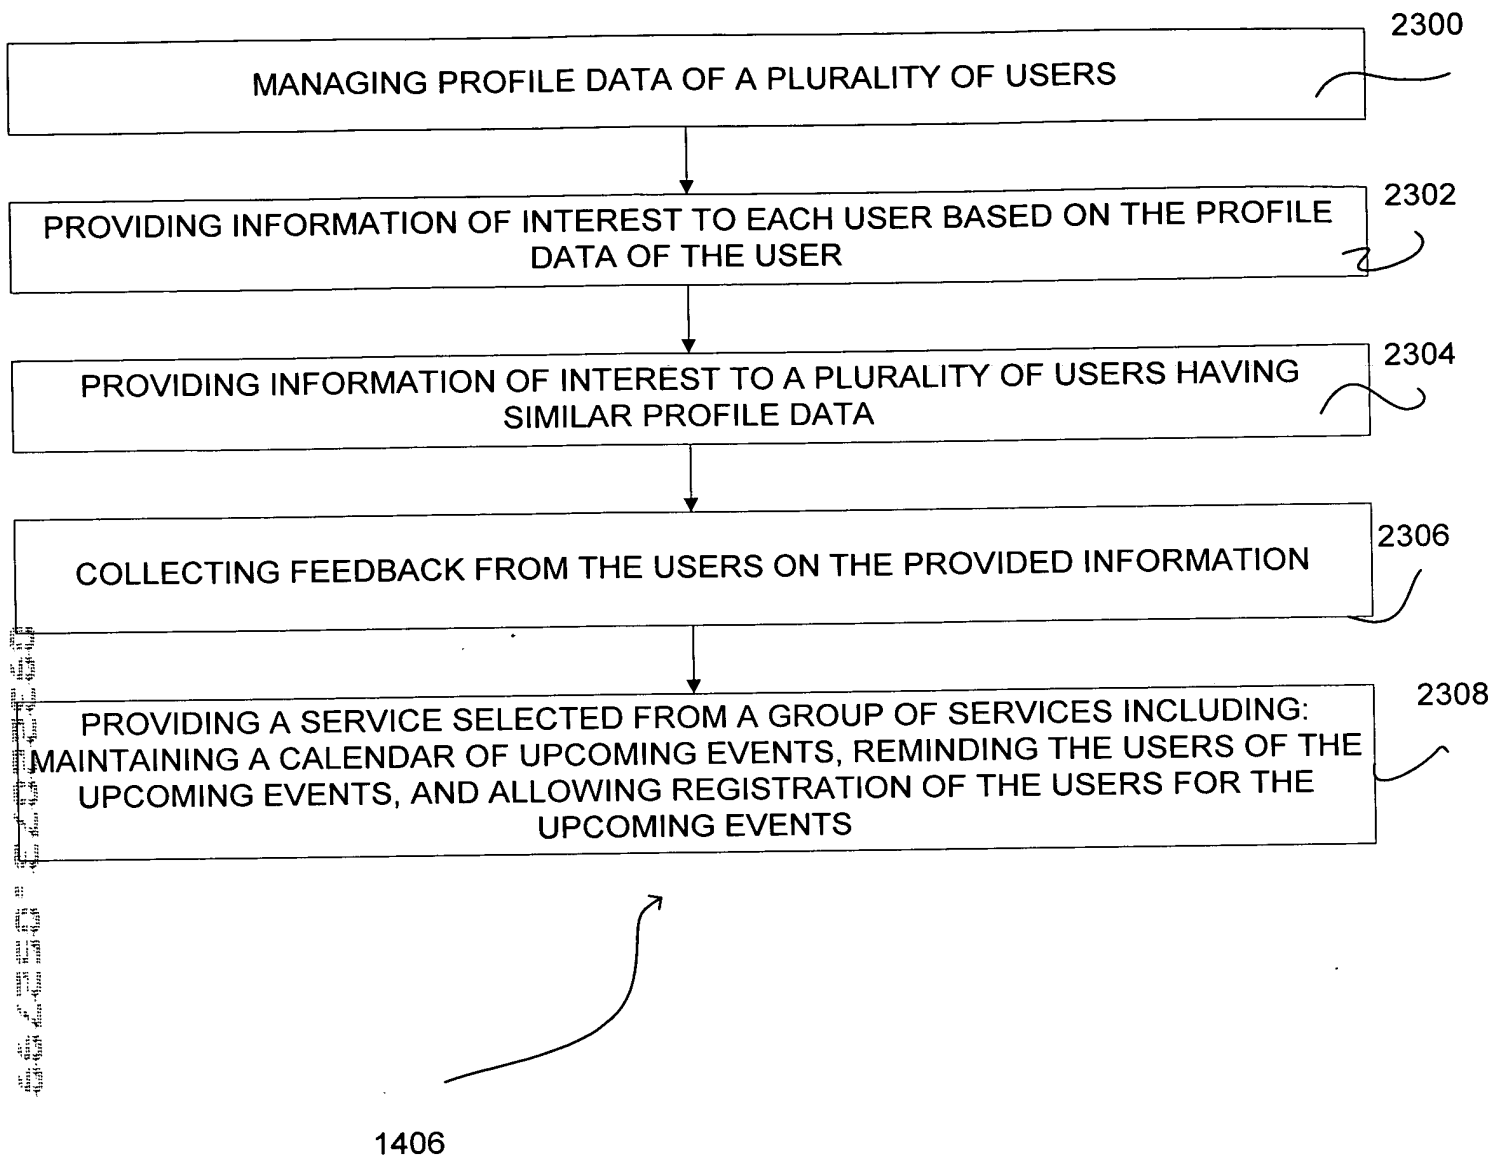 2300
MANAGING PROFILE DATA OF A PLURALITY OF USERS
2302
PROVIDING INFORMATION OF INTEREST TO EACH USER BASED ON THE PROFILE
DATA OF THE USER
2304
PROVIDING INFORMATION OF INTEREST TO A PLURALITY OF USERS HAVING
SIMILAR PROFILE DATA
2306
COLLECTING FEEDBACK FROM THE USERS ON THE PROVIDED INFORMATION
2308
PROVIDING A SERVICE SELECTED FROM A GROUP OF SERVICES INCLUDING:
MAINTAINING A CALENDAR OF UPCOMING EVENTS, REMINDING THE USERS OF THE
UPCOMING EVENTS, AND ALLOWING REGISTRATION OF THE USERS FOR THE
UPCOMING EVENTS
1406